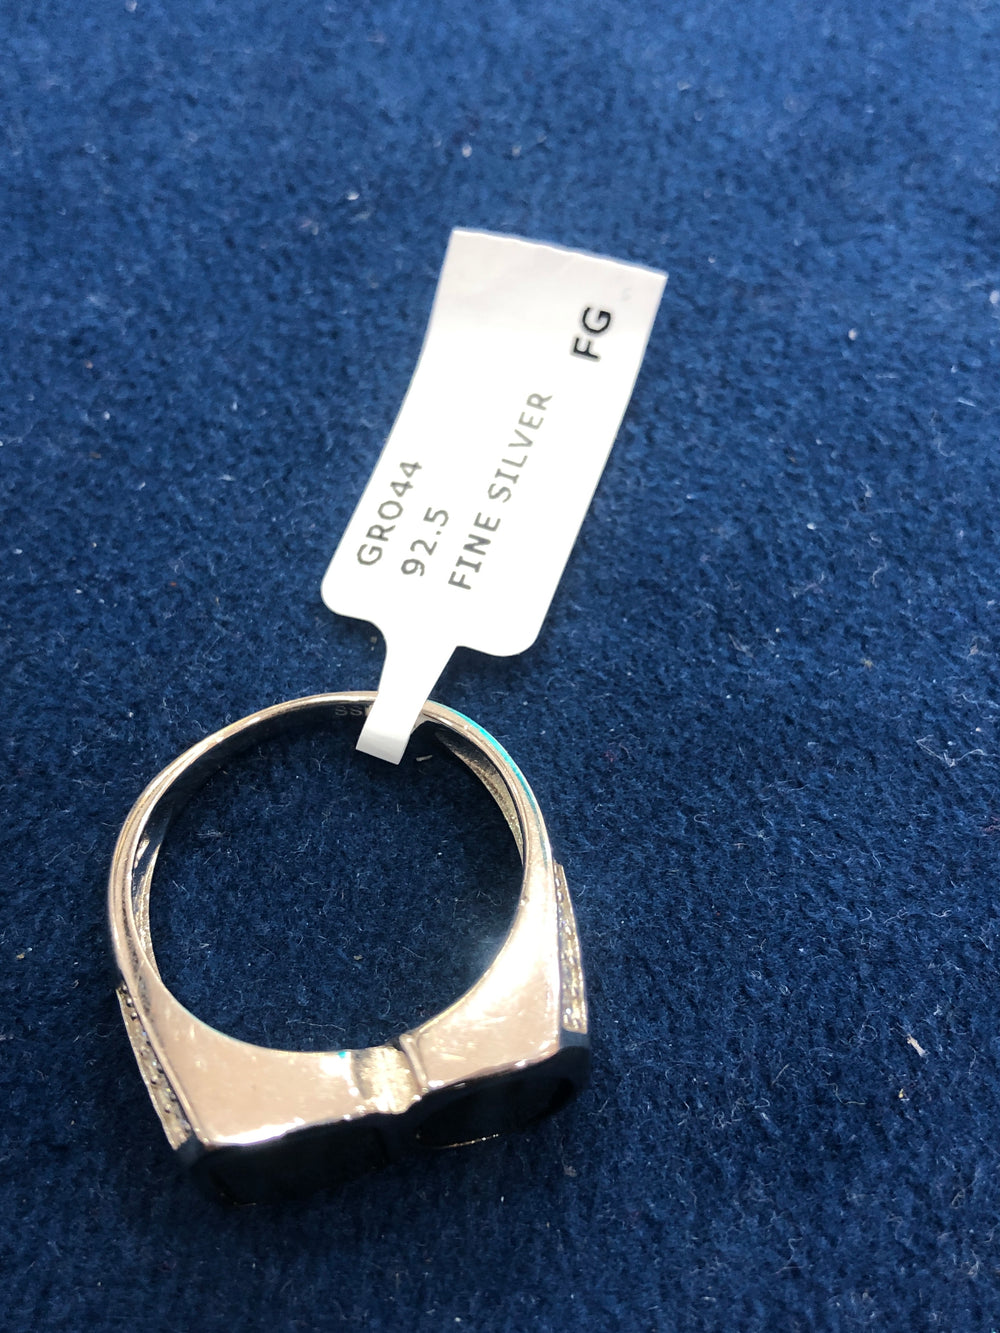 GR044
92.5
FINE SILVER
FG